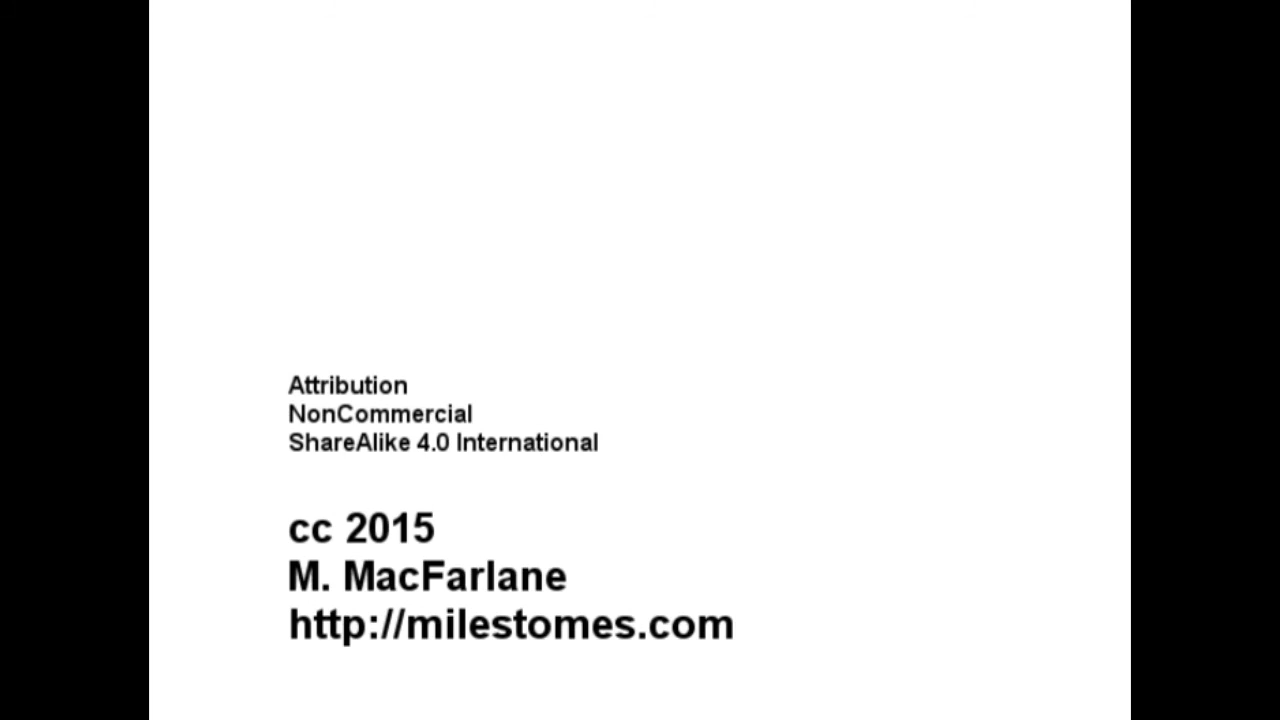 Attribution
NonCommercial
ShareAlike 4.0 International
cc 2015
M. MacFarlane
http://milestomes.com